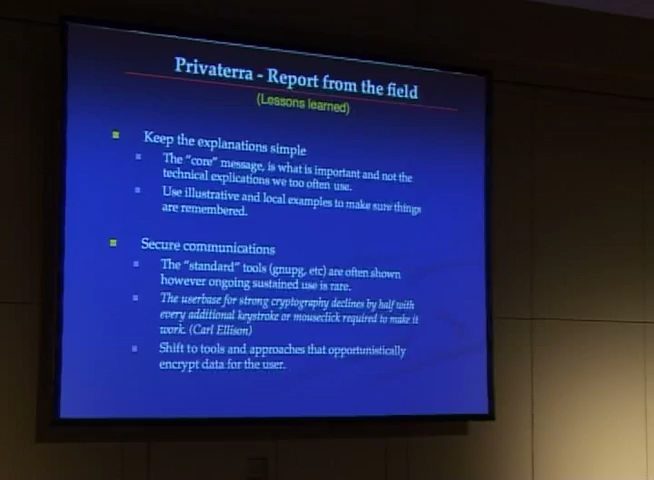 Privaterra - Report from the field
(Lessons learned)
Keep the explanations simple
The "core" message, is what is important and not the
technical explications we too often use.
Use illustrative and local examples to make sure things
are remembered.
Secure communications
The "standard" tools (gnupg, etc) are often shown
however ongoing sustained use is rare.
The userbase for strong cryptography declines by half with
every additional keystroke or mouseclick required to make it
work. (Carl Ellison)
Shift to tools and approaches that opportunistically
encrypt data for the user.